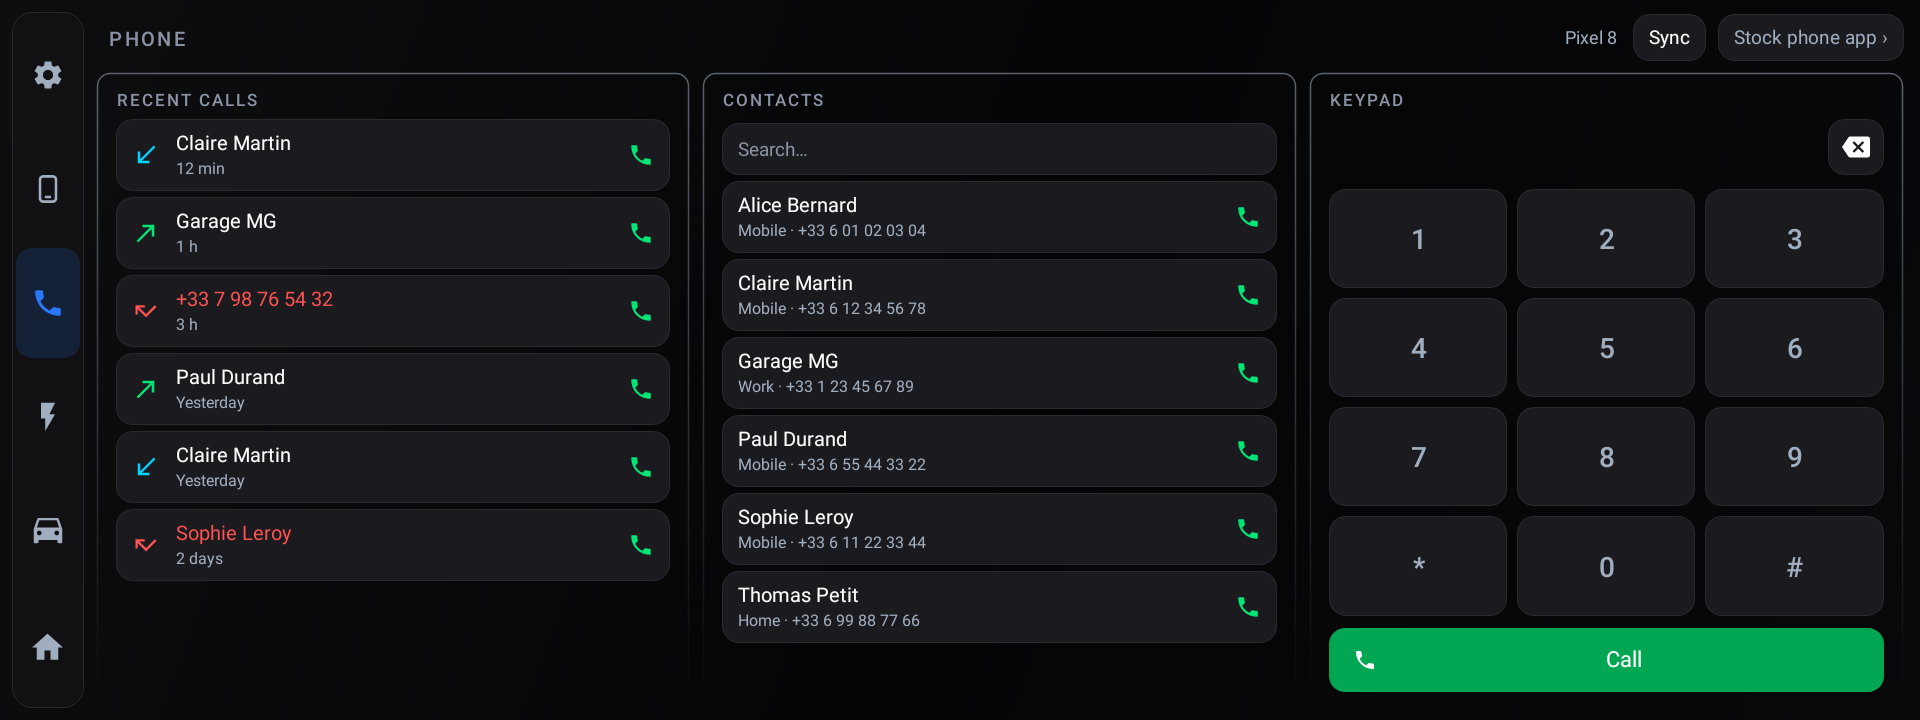 PHONE
Pixel 8
Sync
Stock phone app ›
RECENT CALLS
Claire Martin
12 min
Garage MG
1 h
+33 7 98 76 54 32
3 h
Paul Durand
Yesterday
Claire Martin
Yesterday
Sophie Leroy
2 days
CONTACTS
Search...
Alice Bernard
Mobile · +33 6 01 02 03 04
Claire Martin
Mobile · +33 6 12 34 56 78
Garage MG
Work · +33 1 23 45 67 89
Paul Durand
Mobile · +33 6 55 44 33 22
Sophie Leroy
Mobile · +33 6 11 22 33 44
Thomas Petit
Home · +33 6 99 88 77 66
KEYPAD
1 2 3
4 5 6
7 8 9
* 0 #
Call